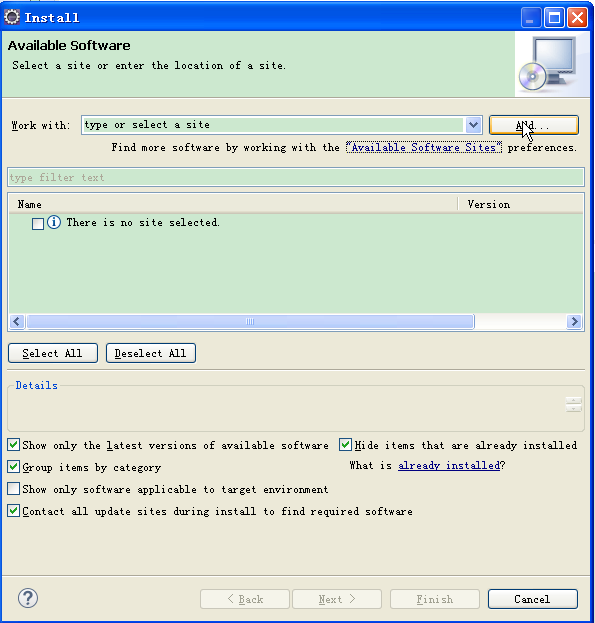 Install
Available Software
Select a site or enter the location of a site.
Work with: type or select a site Add...
Find more software by working with the "Available Software Sites" preferences.
type filter text
Name Version
There is no site selected.
Select All Deselect All
Details
Show only the latest versions of available software Hide items that are already installed
Group items by category What is already installed?
Show only software applicable to target environment
Contact all update sites during install to find required software
? < Back Next > Finish Cancel